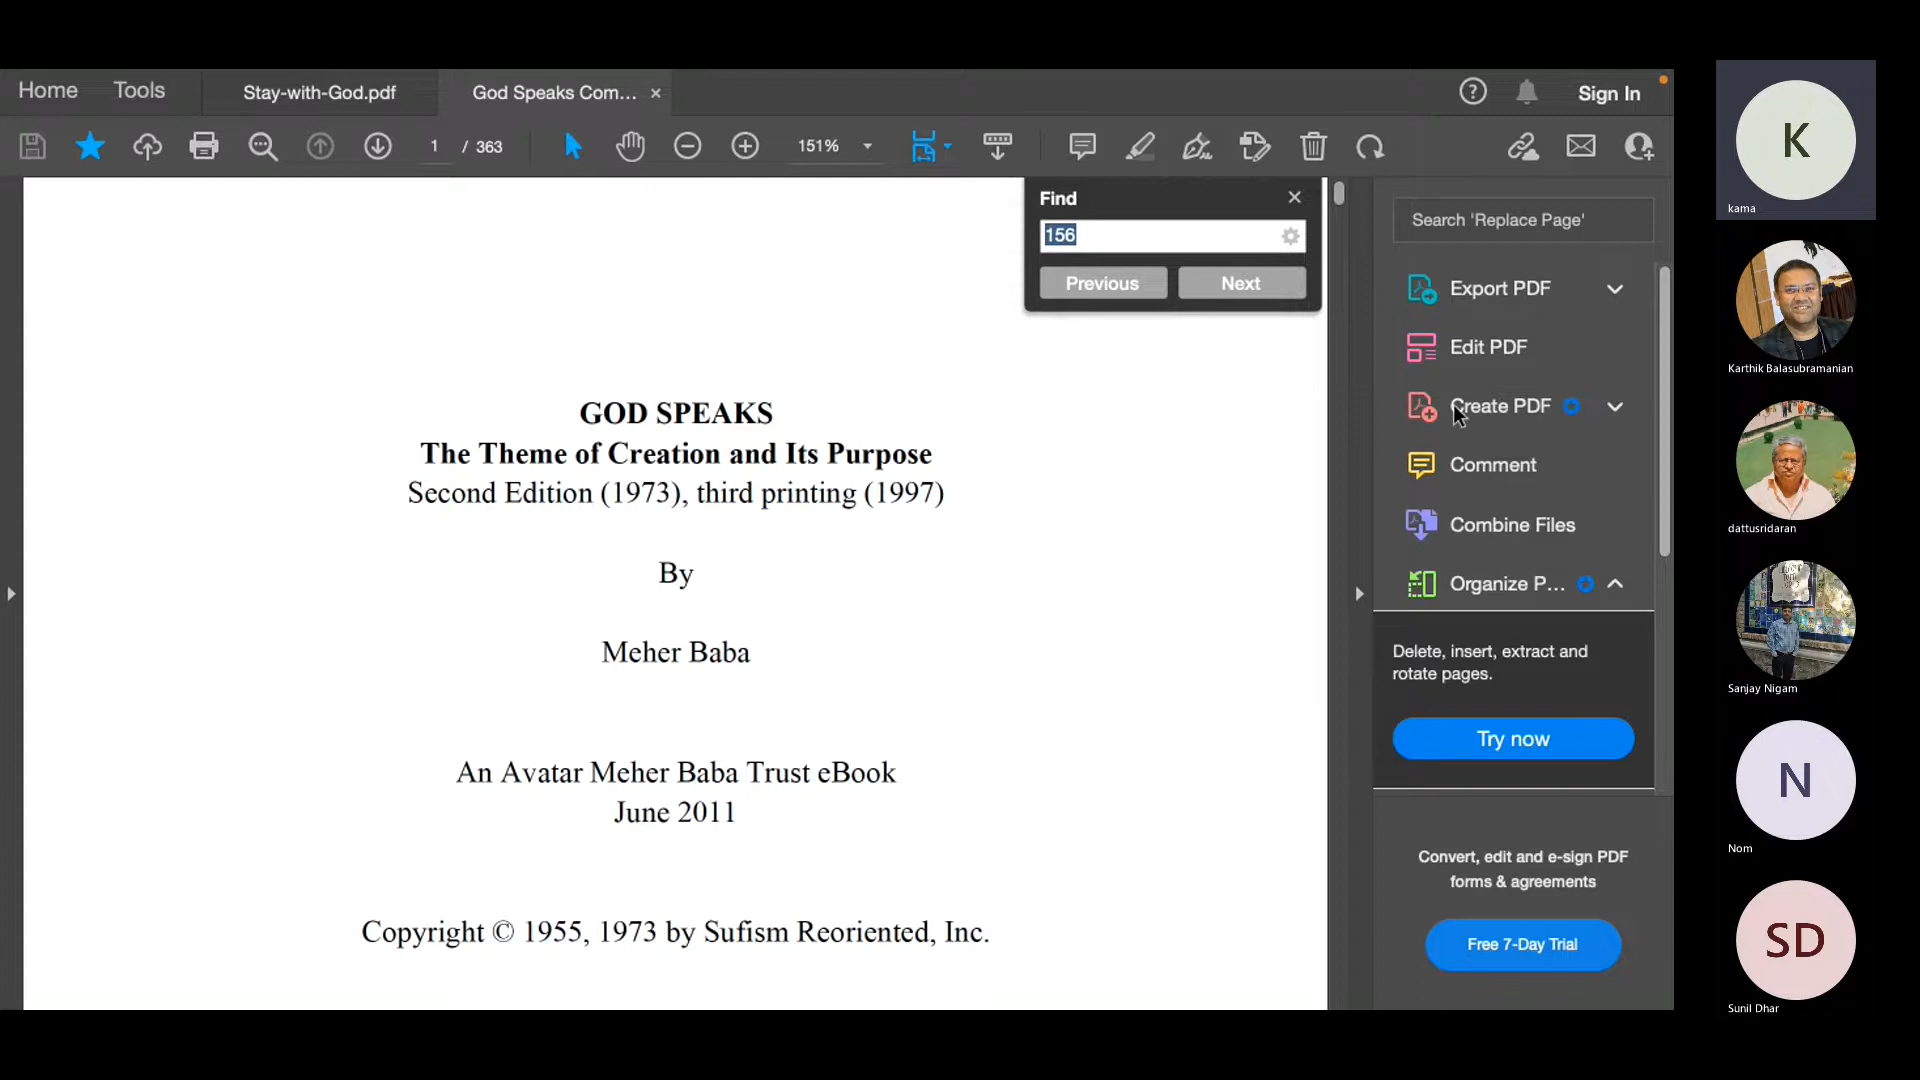 Home
Tools
Stay-with-God.pdf
God Speaks Com... ×
Sign In
1 / 363
151%
Find
156
Previous
Next
GOD SPEAKS
The Theme of Creation and Its Purpose
Second Edition (1973), third printing (1997)
By
Meher Baba
An Avatar Meher Baba Trust eBook
June 2011
Copyright © 1955, 1973 by Sufism Reoriented, Inc.
Search 'Replace Page'
Export PDF
Edit PDF
Create PDF
Comment
Combine Files
Organize P...
Delete, insert, extract and
rotate pages.
Try now
Convert, edit and e-sign PDF
forms & agreements
Free 7-Day Trial
K
kama
Karthik Balasubramanian
dattusridaran
Sanjay Nigam
N
Nom
SD
Sunil Dhar